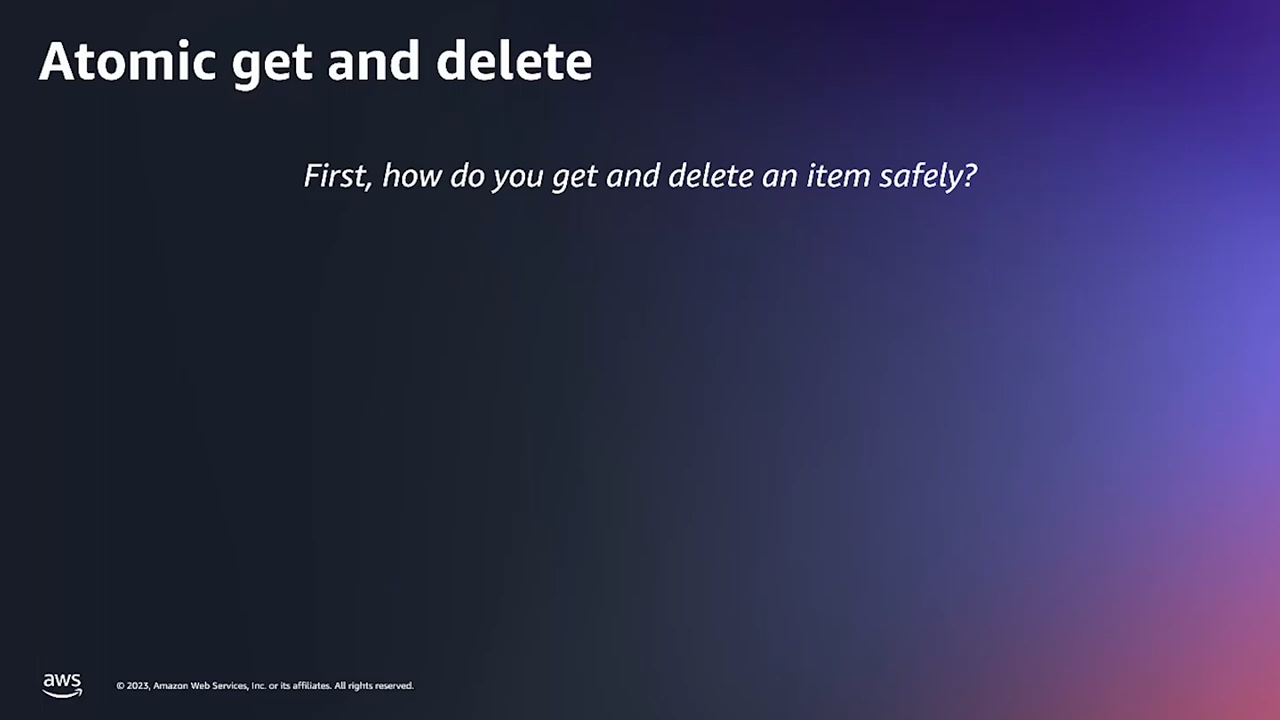 Atomic get and delete
First, how do you get and delete an item safely?
aws
© 2023, Amazon Web Services, Inc. or its affiliates. All rights reserved.